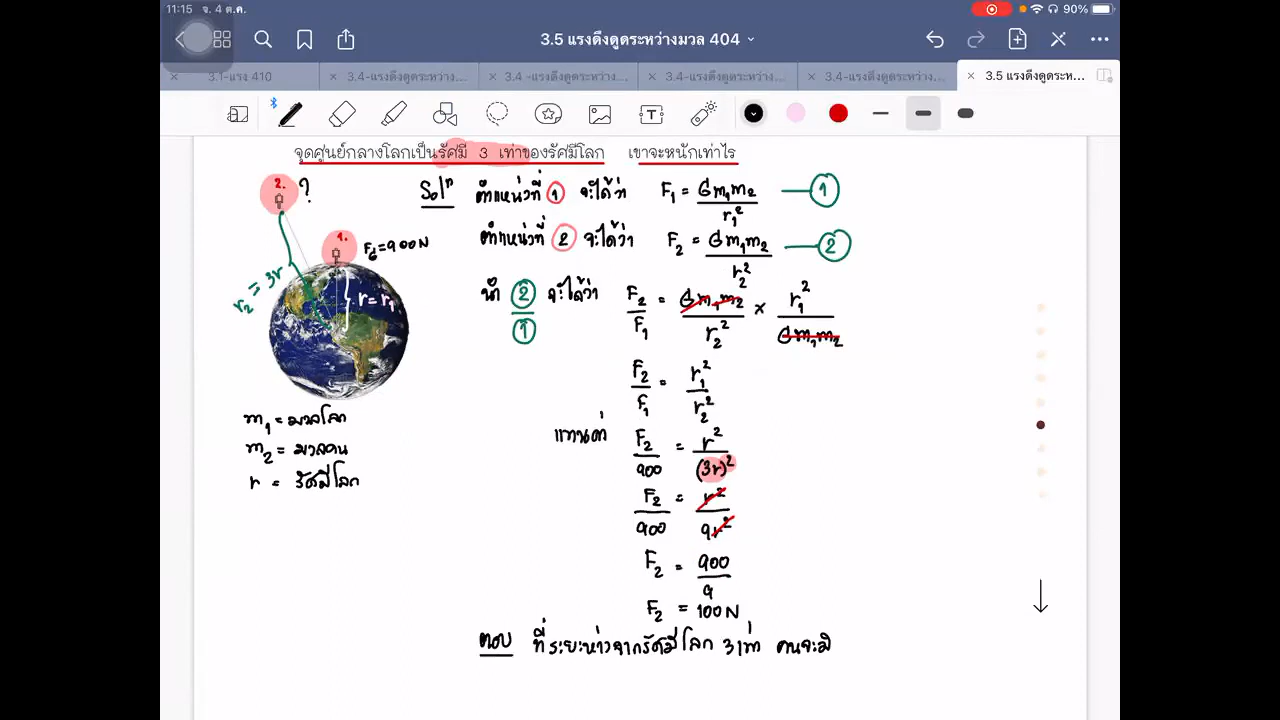 11:15 จ. 4 ต.ค.
90%
3.5 แรงดึงดูดระหว่างมวล 404
3.1-แรง 410
3.4-แรงดึงดูดระหว่าง...
3.4 -แรงดึงดูดระหว่าง...
3.4-แรงดึงดูดระหว่าง...
3.4-แรงดึงดูดระหว่าง...
3.5 แรงดึงดูดระห...
จุดศูนย์กลางโลกเป็นรัศมี 3 เท่าของรัศมีโลก เขาจะหนักเท่าไร
2. ?
1.
F_G = 900 N
r₂ = 3r
r = r₁
m₁ = มวลโลก
m₂ = มวลคน
r = รัศมีโลก
Solⁿ ตำแหน่งที่ 1 จะได้ว่า F₁ = Gm₁m₂ / r₁² — 1
ตำแหน่งที่ 2 จะได้ว่า F₂ = Gm₁m₂ / r₂² — 2
นำ 2 / 1 จะได้ว่า F₂ / F₁ = Gm₁m₂ / r₂² × r₁² / Gm₁m₂
F₂ / F₁ = r₁² / r₂²
แทนค่า F₂ / 900 = r² / (3r)²
F₂ / 900 = r² / 9r²
F₂ = 900 / 9
F₂ = 100 N
ตอบ ที่ระยะห่างจากรัศมีโลก 3 เท่า คนจะมี